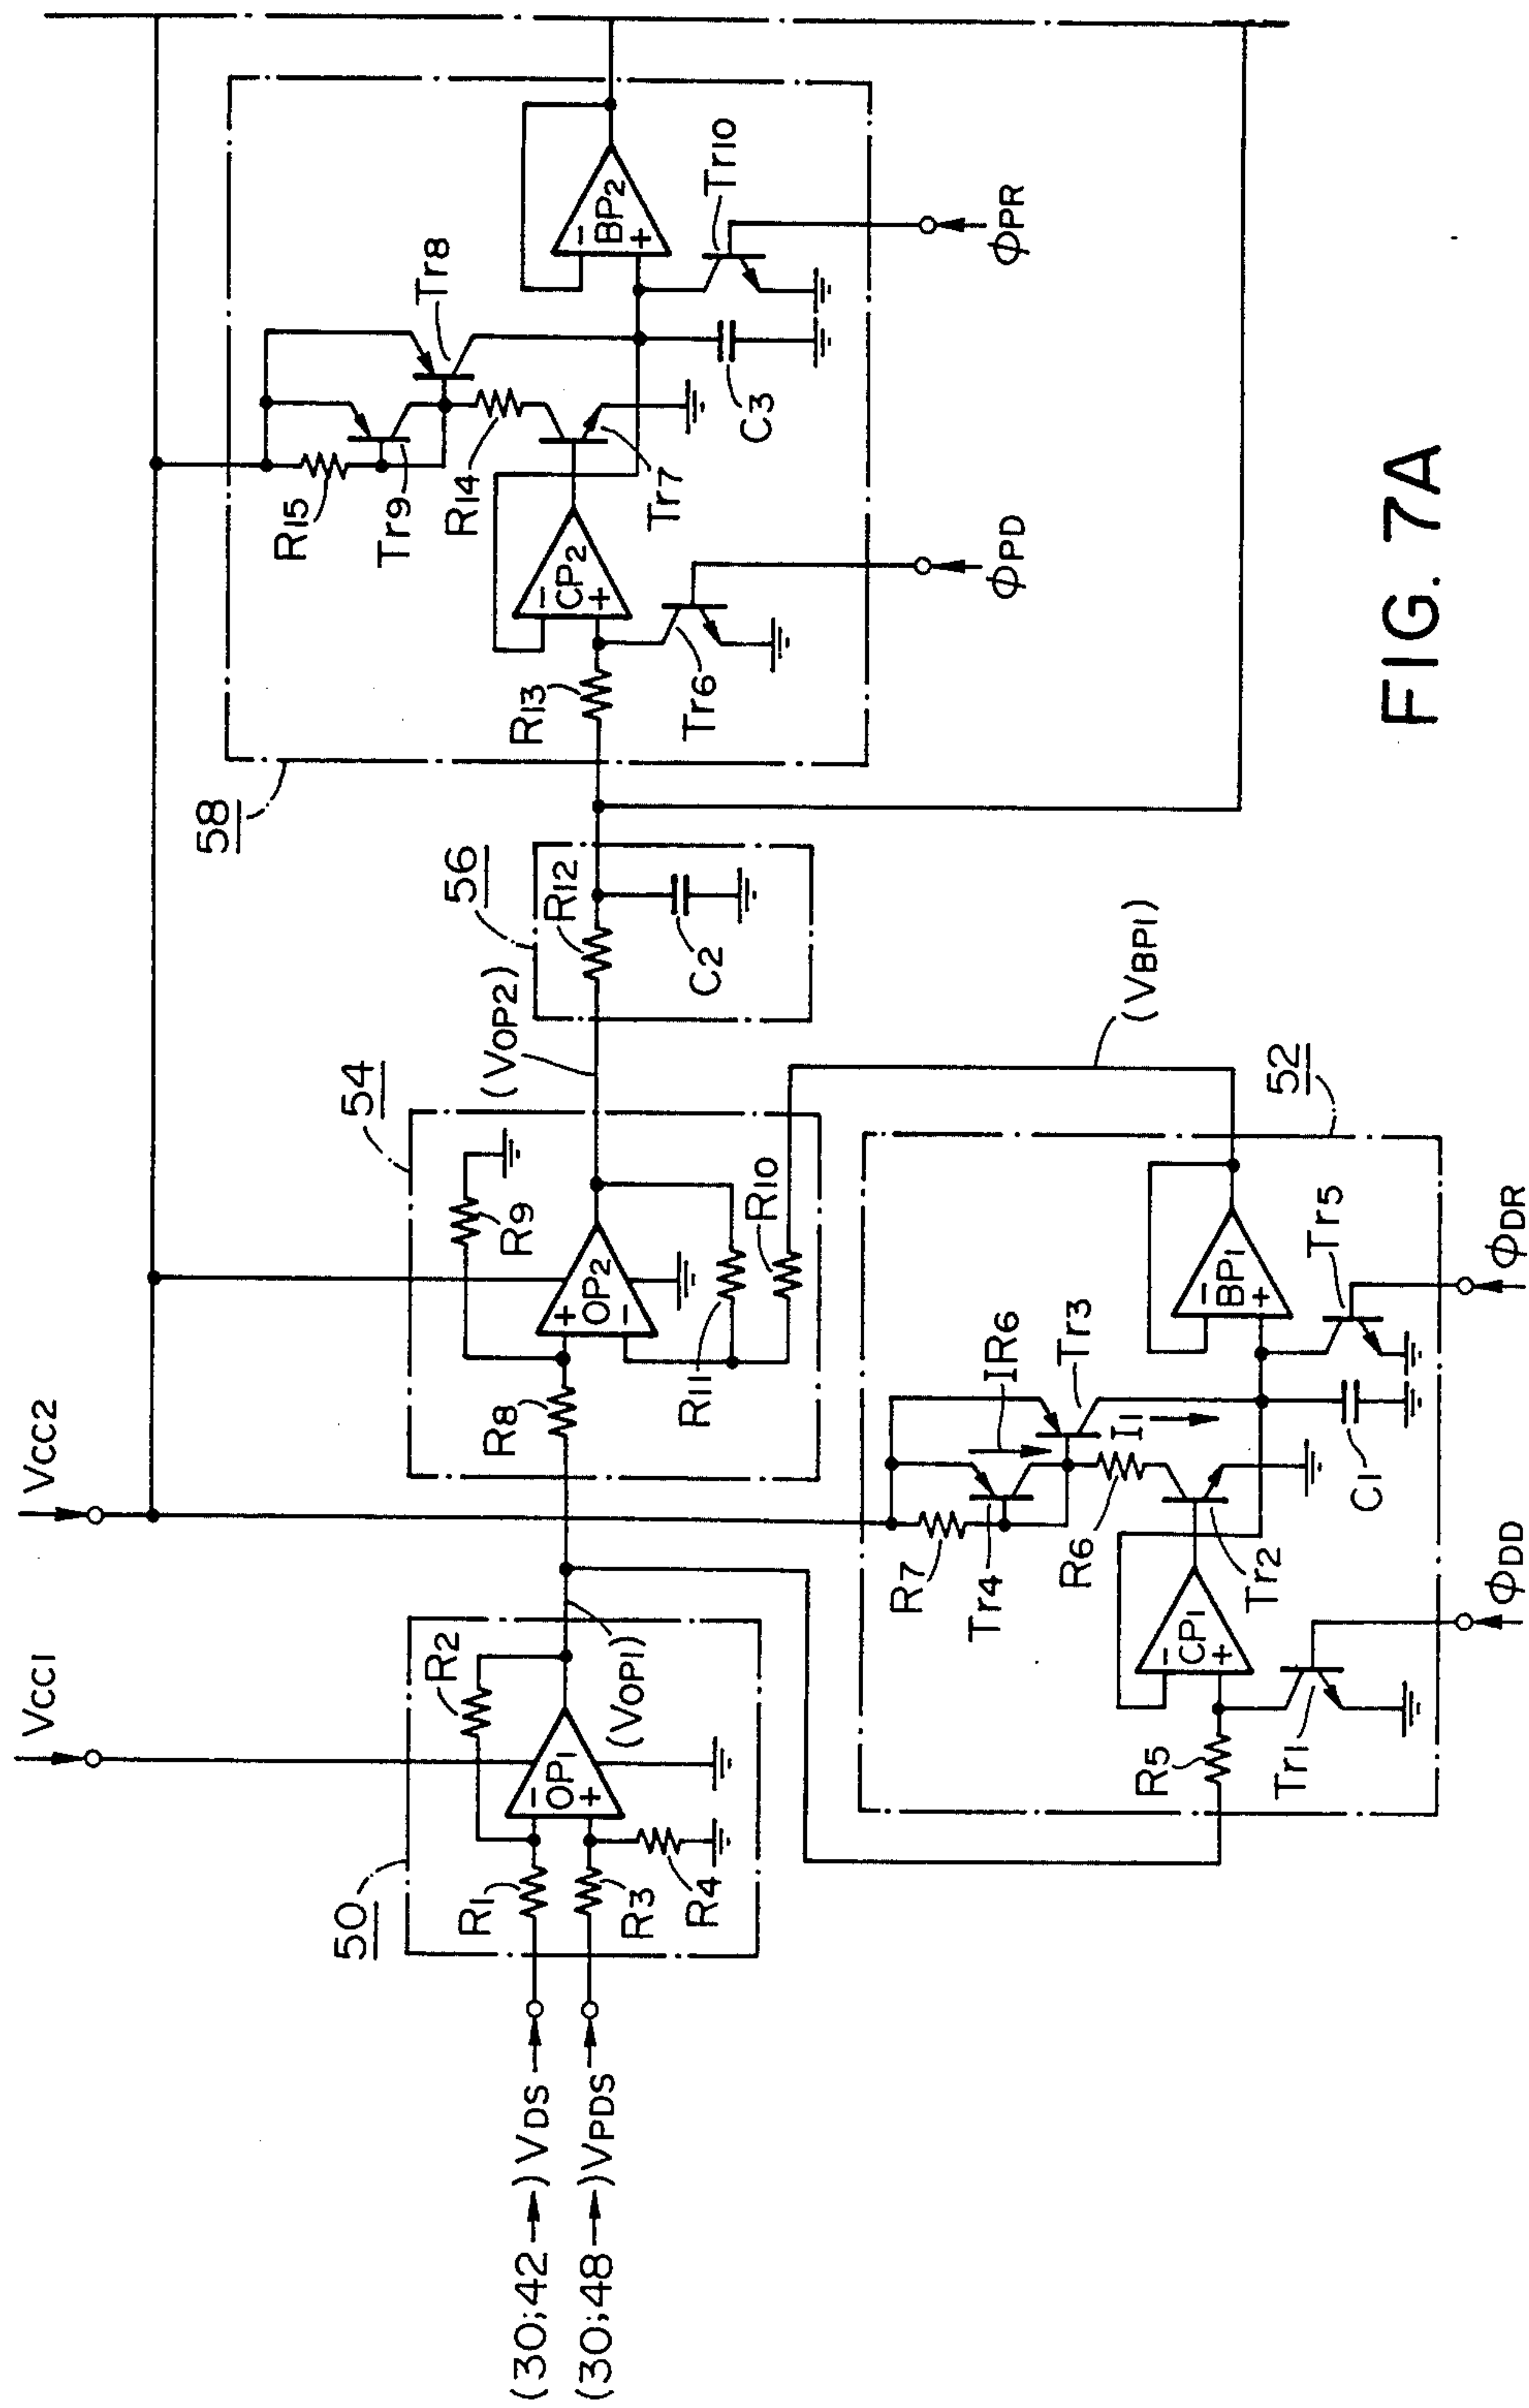 VCC1
VCC2
50
R1
R2
R3
R4
OP1
−
+
(VOP1)
(30;42→) VDS
(30;48→) VPDS
54
R8
R9
R10
R11
OP2
+
−
(VOP2)
56
R12
C2
58
R13
R14
R15
Tr6
Tr7
Tr8
Tr9
Tr10
CP2
−
+
BP2
−
+
C3
ΦPD
ΦPR
52
R5
R6
R7
Tr1
Tr2
Tr3
Tr4
Tr5
IR6
I1
CP1
−
+
BP1
−
+
C1
(VBP1)
ΦDD
ΦDR
FIG. 7A